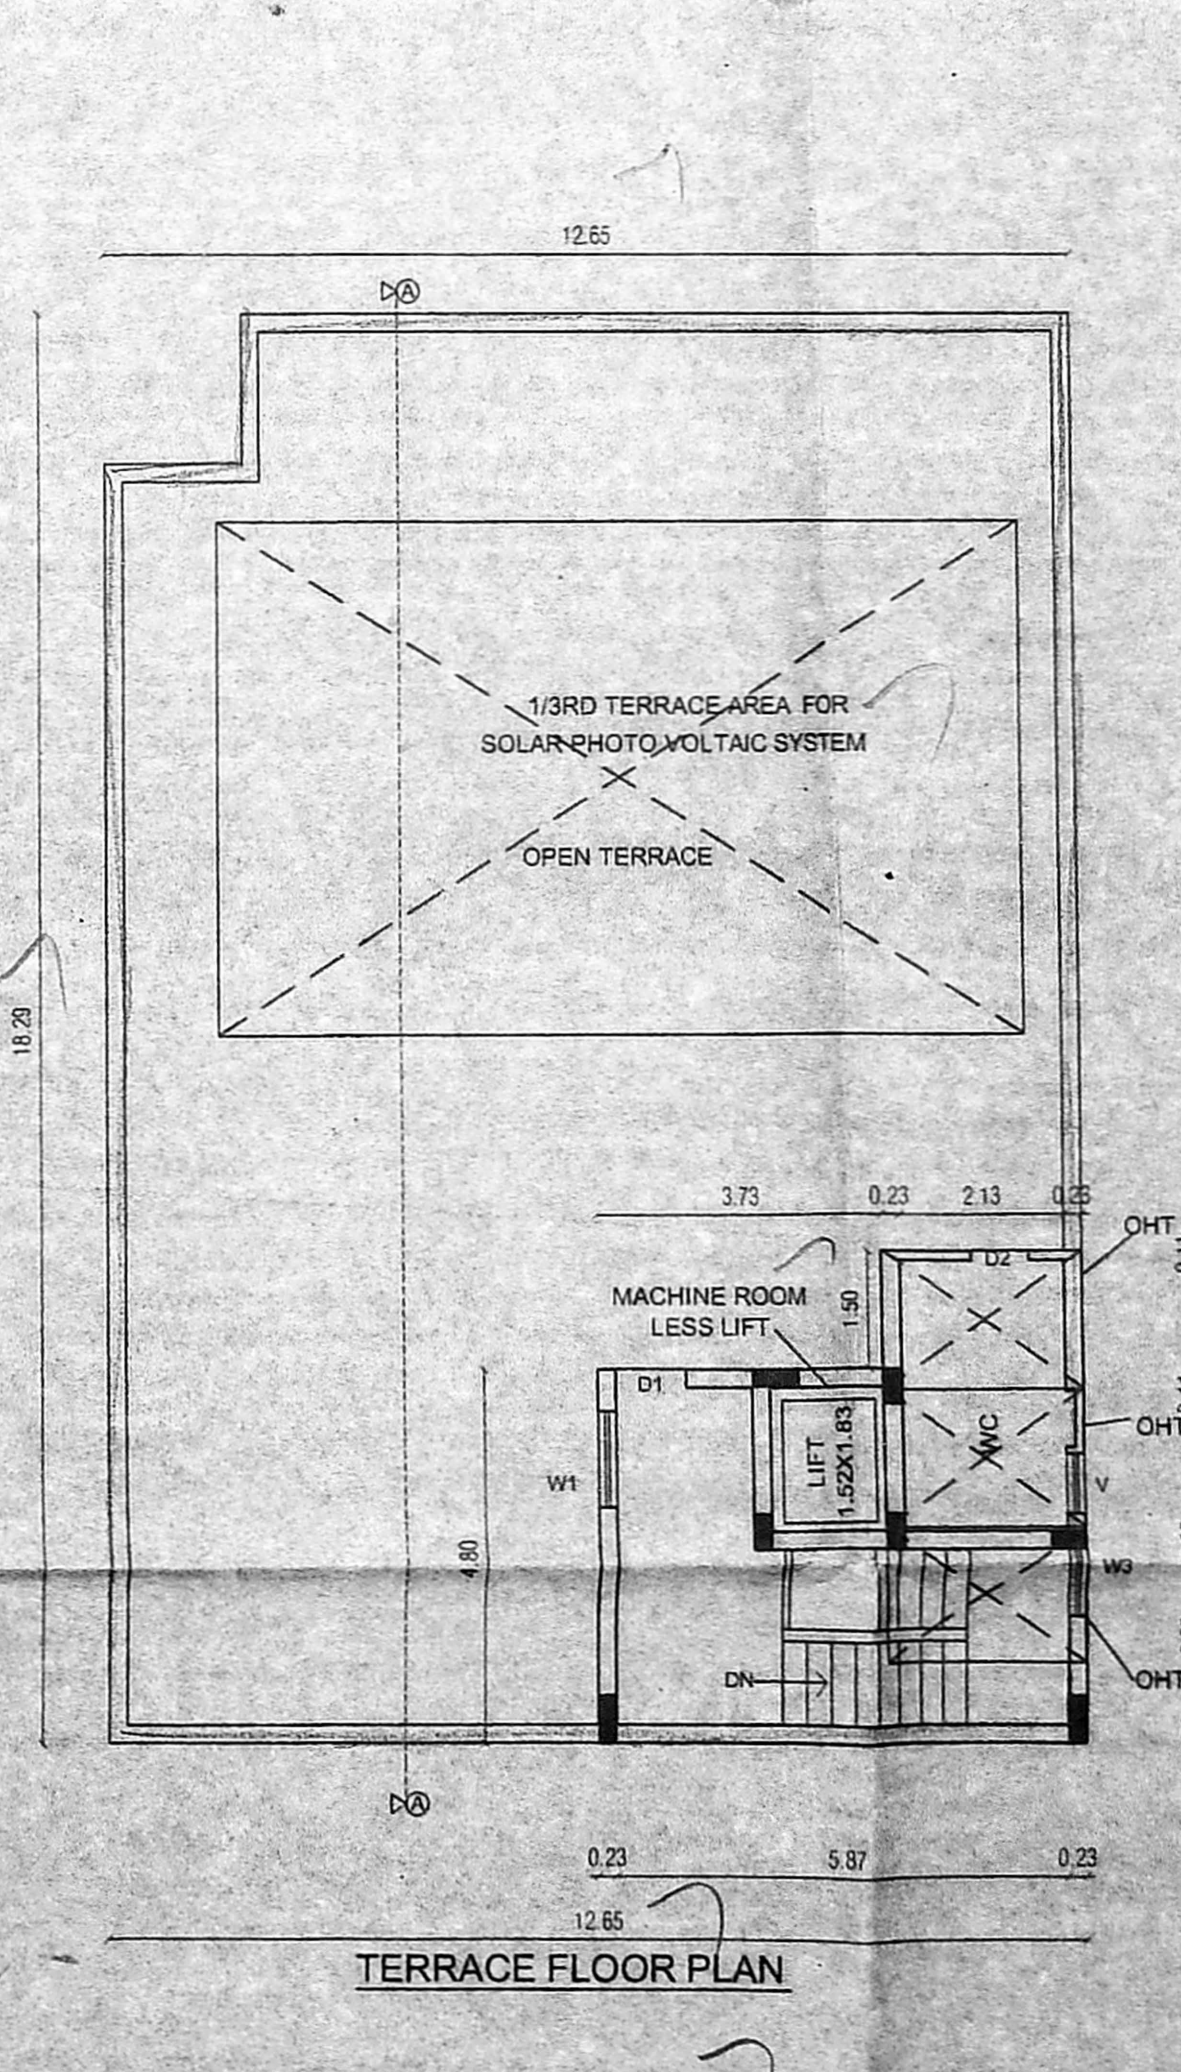 12.65
A
1/3RD TERRACE AREA FOR
SOLAR PHOTO VOLTAIC SYSTEM
OPEN TERRACE
18.29
3.73
0.23
2.13
0.23
OHT
D2
MACHINE ROOM
LESS LIFT
1.50
D1
LIFT
1.52X1.83
WC
OHT
W1
V
4.80
W3
DN
OHT
A
0.23
5.87
0.23
12.65
TERRACE FLOOR PLAN